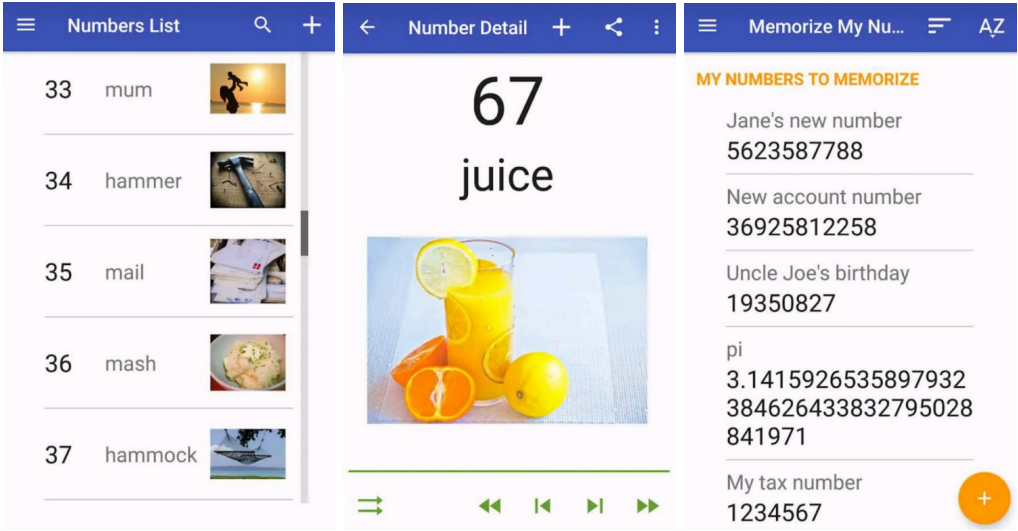 Numbers List
33 mum
34 hammer
35 mail
36 mash
37 hammock
Number Detail
67
juice
Memorize My Nu...
AZ
MY NUMBERS TO MEMORIZE
Jane's new number
5623587788
New account number
36925812258
Uncle Joe's birthday
19350827
pi
3.1415926535897932
384626433832795028
841971
My tax number
1234567